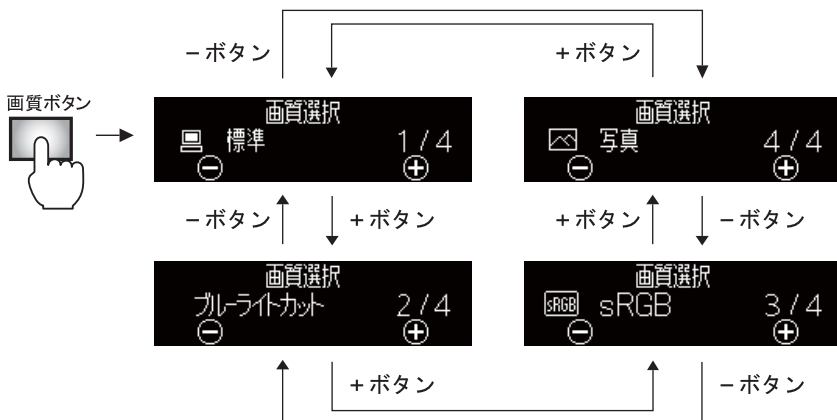 －ボタン
＋ボタン
画質ボタン
画質選択
標準 1/4
画質選択
写真 4/4
－ボタン
＋ボタン
＋ボタン
－ボタン
画質選択
ブルーライトカット 2/4
画質選択
sRGB sRGB 3/4
＋ボタン
－ボタン